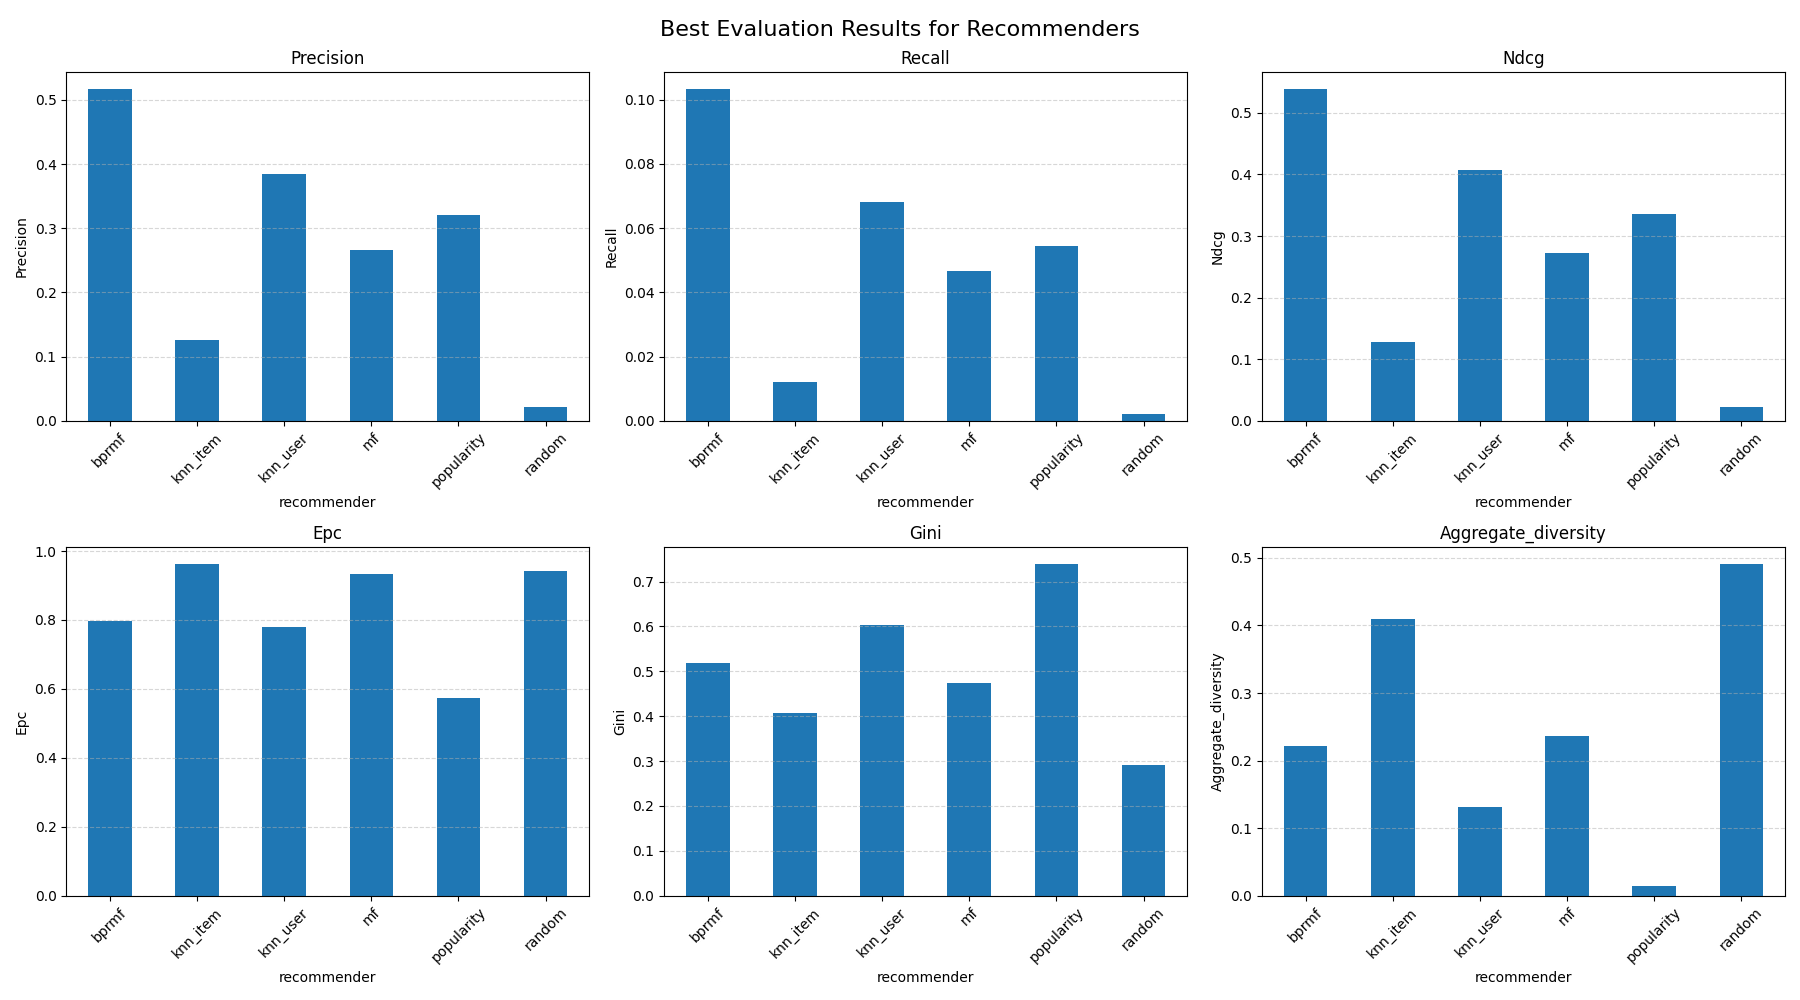 Best Evaluation Results for Recommenders
Precision
Precision
0.5
0.4
0.3
0.2
0.1
0.0
bprmf
knn_item
knn_user
mf
popularity
random
recommender
Recall
Recall
0.10
0.08
0.06
0.04
0.02
0.00
bprmf
knn_item
knn_user
mf
popularity
random
recommender
Ndcg
Ndcg
0.5
0.4
0.3
0.2
0.1
0.0
bprmf
knn_item
knn_user
mf
popularity
random
recommender
Epc
Epc
1.0
0.8
0.6
0.4
0.2
0.0
bprmf
knn_item
knn_user
mf
popularity
random
recommender
Gini
Gini
0.7
0.6
0.5
0.4
0.3
0.2
0.1
0.0
bprmf
knn_item
knn_user
mf
popularity
random
recommender
Aggregate_diversity
Aggregate_diversity
0.5
0.4
0.3
0.2
0.1
0.0
bprmf
knn_item
knn_user
mf
popularity
random
recommender